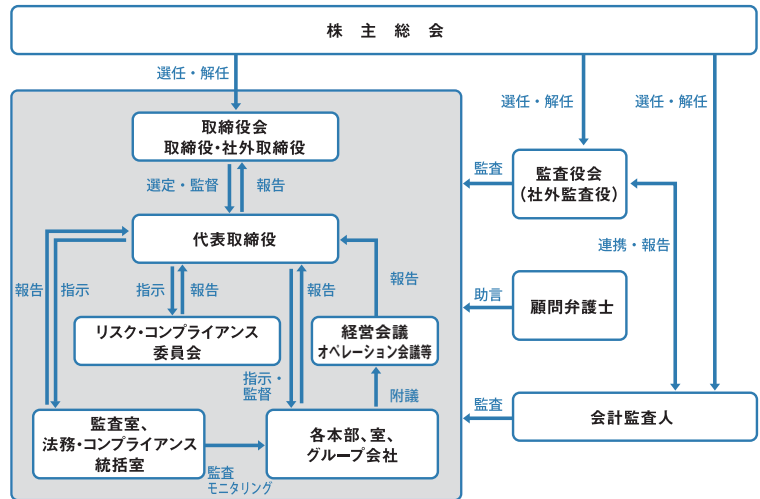 株主総会
選任・解任
選任・解任
選任・解任
取締役会
取締役・社外取締役
監査
監査役会
（社外監査役）
選定・監督
報告
代表取締役
連携・報告
報告
指示
指示
報告
報告
報告
助言
顧問弁護士
リスク・コンプライアンス
委員会
経営会議
オペレーション会議等
指示・
監督
附議
監査
会計監査人
監査室、
法務・コンプライアンス
統括室
各本部、室、
グループ会社
監査
モニタリング